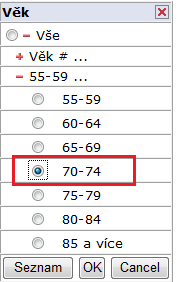 Věk
Vše
Věk # ...
55-59 ...
55-59
60-64
65-69
70-74
75-79
80-84
85 a více
Seznam OK Cancel